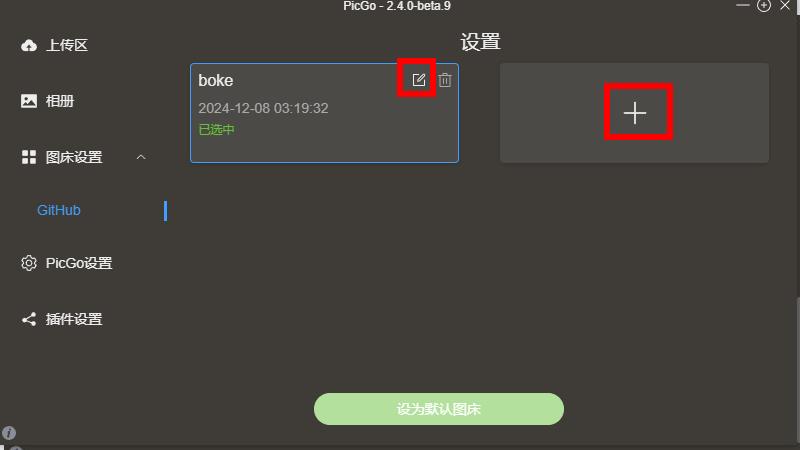 PicGo - 2.4.0-beta.9
上传区
相册
图床设置
GitHub
PicGo设置
插件设置
设置
boke
2024-12-08 03:19:32
已选中
设为默认图床